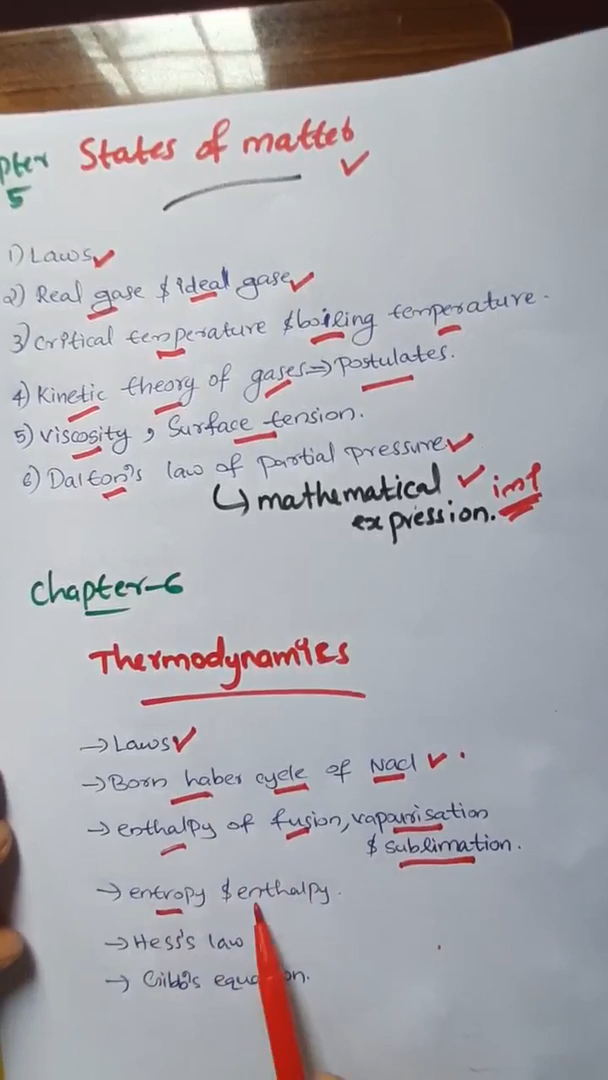 pter States of matter
5
1) Laws
2) Real gase & ideal gase
3) Critical temperature & boiling temperature.
4) Kinetic theory of gases => Postulates.
5) Viscosity, Surface tension.
6) Dalton's law of partial pressure
↳ mathematical imp
expression.
Chapter-6
Thermodynamics
→ Laws
→ Born haber cycle of Nacl
→ enthalpy of fusion, vapourisation
& sublimation.
→ entropy & enthalpy.
→ Hess's law
→ Gibb's equation.